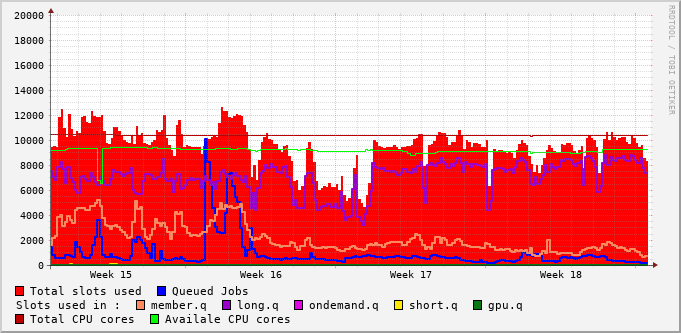 20000
18000
16000
14000
12000
10000
8000
6000
4000
2000
0
Week 15 Week 16 Week 17 Week 18
Total slots used Queued Jobs
Slots used in : member.q long.q ondemand.q short.q gpu.q
Total CPU cores Availale CPU cores
RRDTOOL / TOBI OETIKER